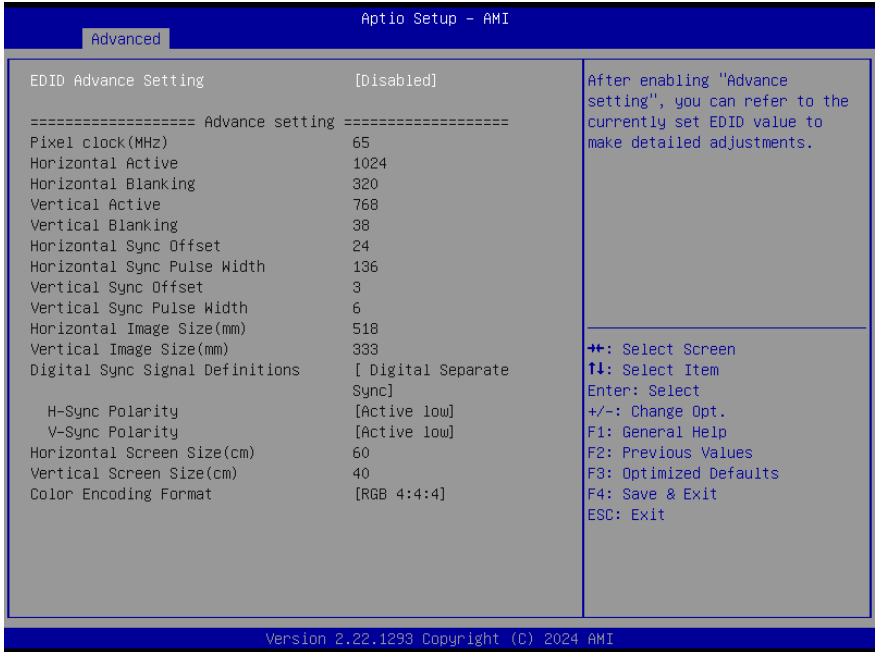 Aptio Setup – AMI
Advanced
EDID Advance Setting [Disabled]
=================== Advance setting ===================
Pixel clock(MHz) 65
Horizontal Active 1024
Horizontal Blanking 320
Vertical Active 768
Vertical Blanking 38
Horizontal Sync Offset 24
Horizontal Sync Pulse Width 136
Vertical Sync Offset 3
Vertical Sync Pulse Width 6
Horizontal Image Size(mm) 518
Vertical Image Size(mm) 333
Digital Sync Signal Definitions [ Digital Separate
Sync]
H-Sync Polarity [Active low]
V-Sync Polarity [Active low]
Horizontal Screen Size(cm) 60
Vertical Screen Size(cm) 40
Color Encoding Format [RGB 4:4:4]
After enabling "Advance
setting", you can refer to the
currently set EDID value to
make detailed adjustments.
→←: Select Screen
↑↓: Select Item
Enter: Select
+/-: Change Opt.
F1: General Help
F2: Previous Values
F3: Optimized Defaults
F4: Save & Exit
ESC: Exit
Version 2.22.1293 Copyright (C) 2024 AMI